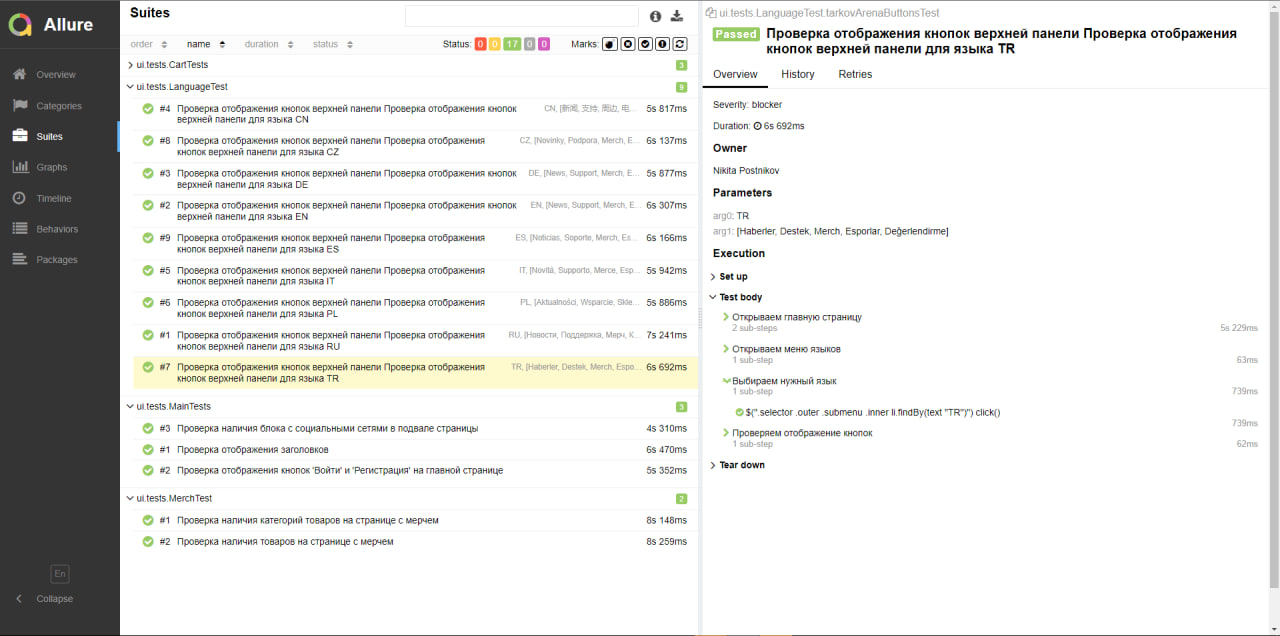 Allure
Overview
Categories
Suites
Graphs
Timeline
Behaviors
Packages
En
Collapse
Suites
order name duration status Status: 0 0 17 0 0 Marks:
ui.tests.CartTests 3
ui.tests.LanguageTest 9
#4 Проверка отображения кнопок верхней панели Проверка отображения кнопок CN, [新闻, 支持, 周边, 电... 5s 817ms
верхней панели для языка CN
#8 Проверка отображения кнопок верхней панели Проверка отображения CZ, [Novinky, Podpora, Merch, E... 6s 137ms
кнопок верхней панели для языка CZ
#3 Проверка отображения кнопок верхней панели Проверка отображения кнопок DE, [News, Support, Merch, E... 5s 877ms
верхней панели для языка DE
#2 Проверка отображения кнопок верхней панели Проверка отображения кнопок EN, [News, Support, Merch, E... 6s 307ms
верхней панели для языка EN
#9 Проверка отображения кнопок верхней панели Проверка отображения ES, [Noticias, Soporte, Merch, Es... 6s 166ms
кнопок верхней панели для языка ES
#5 Проверка отображения кнопок верхней панели Проверка отображения IT, [Novità, Supporto, Merce, Esp... 5s 942ms
кнопок верхней панели для языка IT
#6 Проверка отображения кнопок верхней панели Проверка отображения PL, [Aktualności, Wsparcie, Skle... 5s 886ms
кнопок верхней панели для языка PL
#1 Проверка отображения кнопок верхней панели Проверка отображения RU, [Новости, Поддержка, Мерч, К... 7s 241ms
кнопок верхней панели для языка RU
#7 Проверка отображения кнопок верхней панели Проверка отображения TR, [Haberler, Destek, Merch, Espo... 6s 692ms
кнопок верхней панели для языка TR
ui.tests.MainTests 3
#3 Проверка наличия блока с социальными сетями в подвале страницы 4s 310ms
#1 Проверка отображения заголовков 6s 470ms
#2 Проверка отображения кнопок 'Войти' и 'Регистрация' на главной странице 5s 352ms
ui.tests.MerchTest 2
#1 Проверка наличия категорий товаров на странице с мерчем 8s 148ms
#2 Проверка наличия товаров на странице с мерчем 8s 259ms
ui.tests.LanguageTest.tarkovArenaButtonsTest
Passed Проверка отображения кнопок верхней панели Проверка отображения
кнопок верхней панели для языка TR
Overview History Retries
Severity: blocker
Duration: 6s 692ms
Owner
Nikita Postnikov
Parameters
arg0: TR
arg1: [Haberler, Destek, Merch, Esporlar, Değerlendirme]
Execution
Set up
Test body
Открываем главную страницу
2 sub-steps 5s 229ms
Открываем меню языков
1 sub-step 63ms
Выбираем нужный язык
1 sub-step 739ms
$(".selector .outer .submenu .inner li.findBy(text "TR")") click()
739ms
Проверяем отображение кнопок
1 sub-step 62ms
Tear down